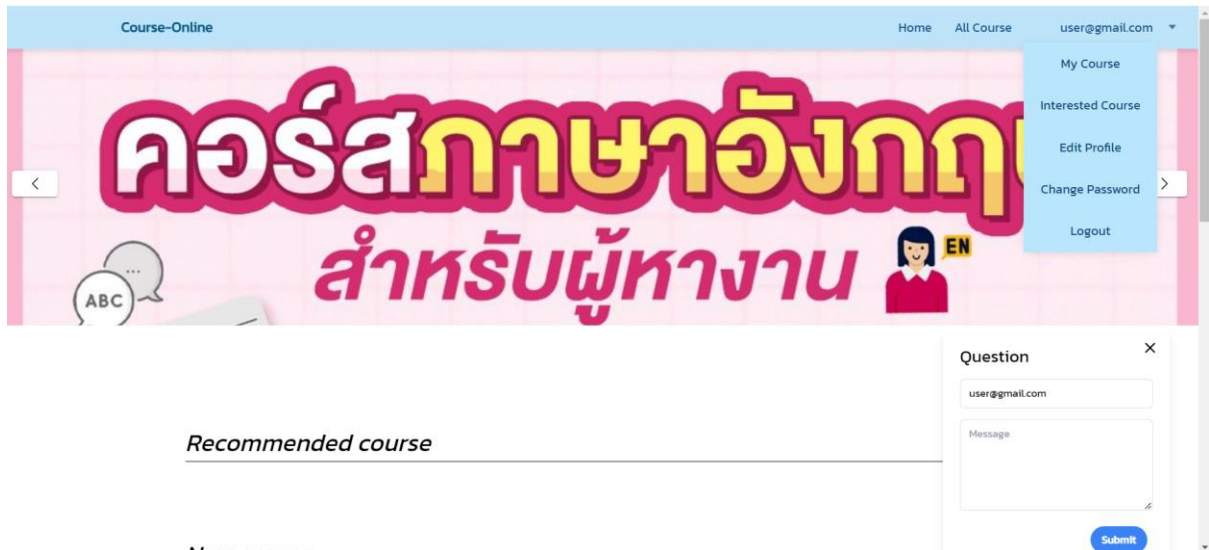 Course-Online
Home
All Course
user@gmail.com
My Course
Interested Course
Edit Profile
Change Password
Logout
คอร์สภาษาอังกฤ
สำหรับผู้หางาน
EN
...
ABC
Question
user@gmail.com
Message
Submit
Recommended course